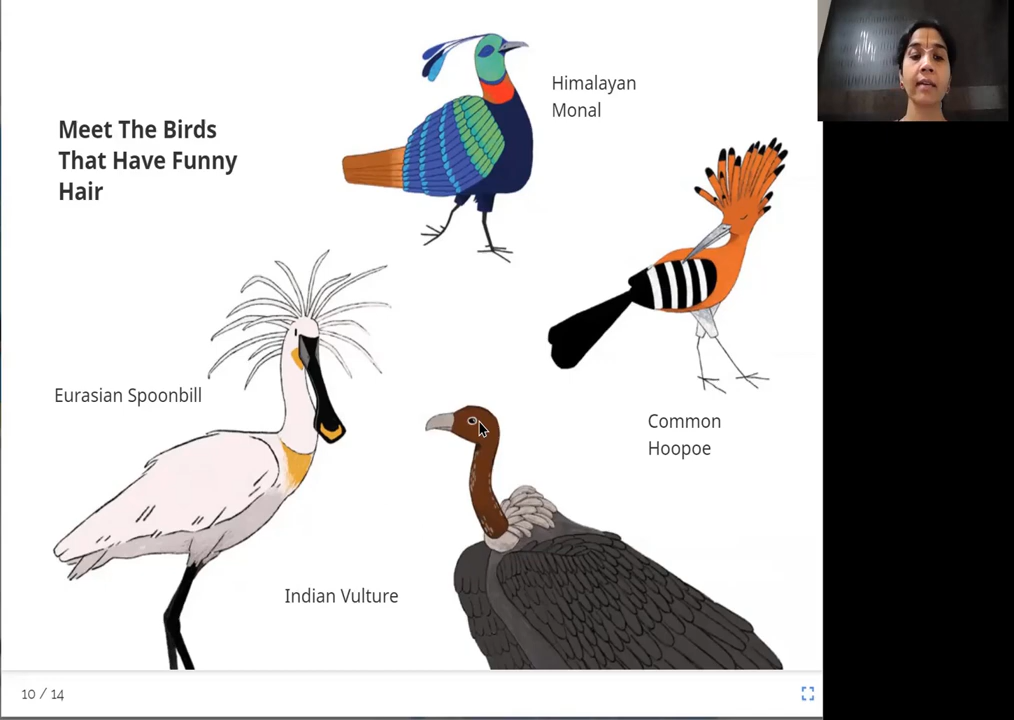 Meet The Birds
That Have Funny
Hair
Himalayan
Monal
Eurasian Spoonbill
Common
Hoopoe
Indian Vulture
10 / 14